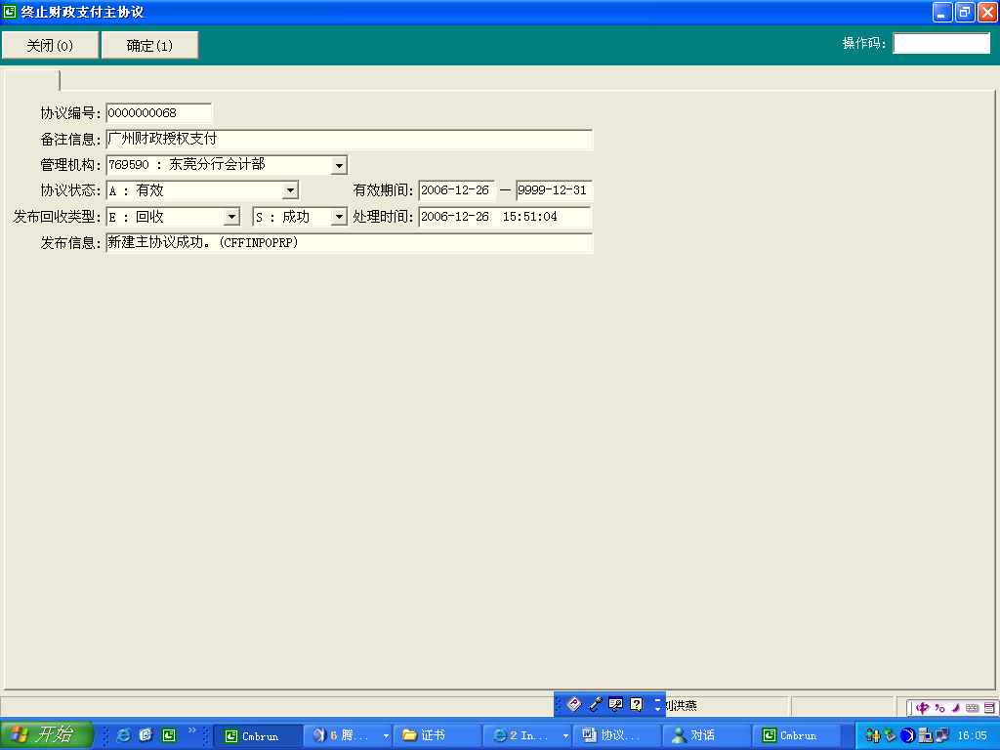 终止财政支付主协议
关闭(0) 确定(1) 操作码:
协议编号: 0000000068
备注信息: 广州财政授权支付
管理机构: 769590 : 东莞分行会计部
协议状态: A : 有效 有效期间: 2006-12-26 — 9999-12-31
发布回收类型: E : 回收 S : 成功 处理时间: 2006-12-26 15:51:04
发布信息: 新建主协议成功。(CFFINPOPRP)
刘洪燕
中
开始 Cmbrun 6 腾... 证书 2 In... 协议... 对话 Cmbrun 16:05